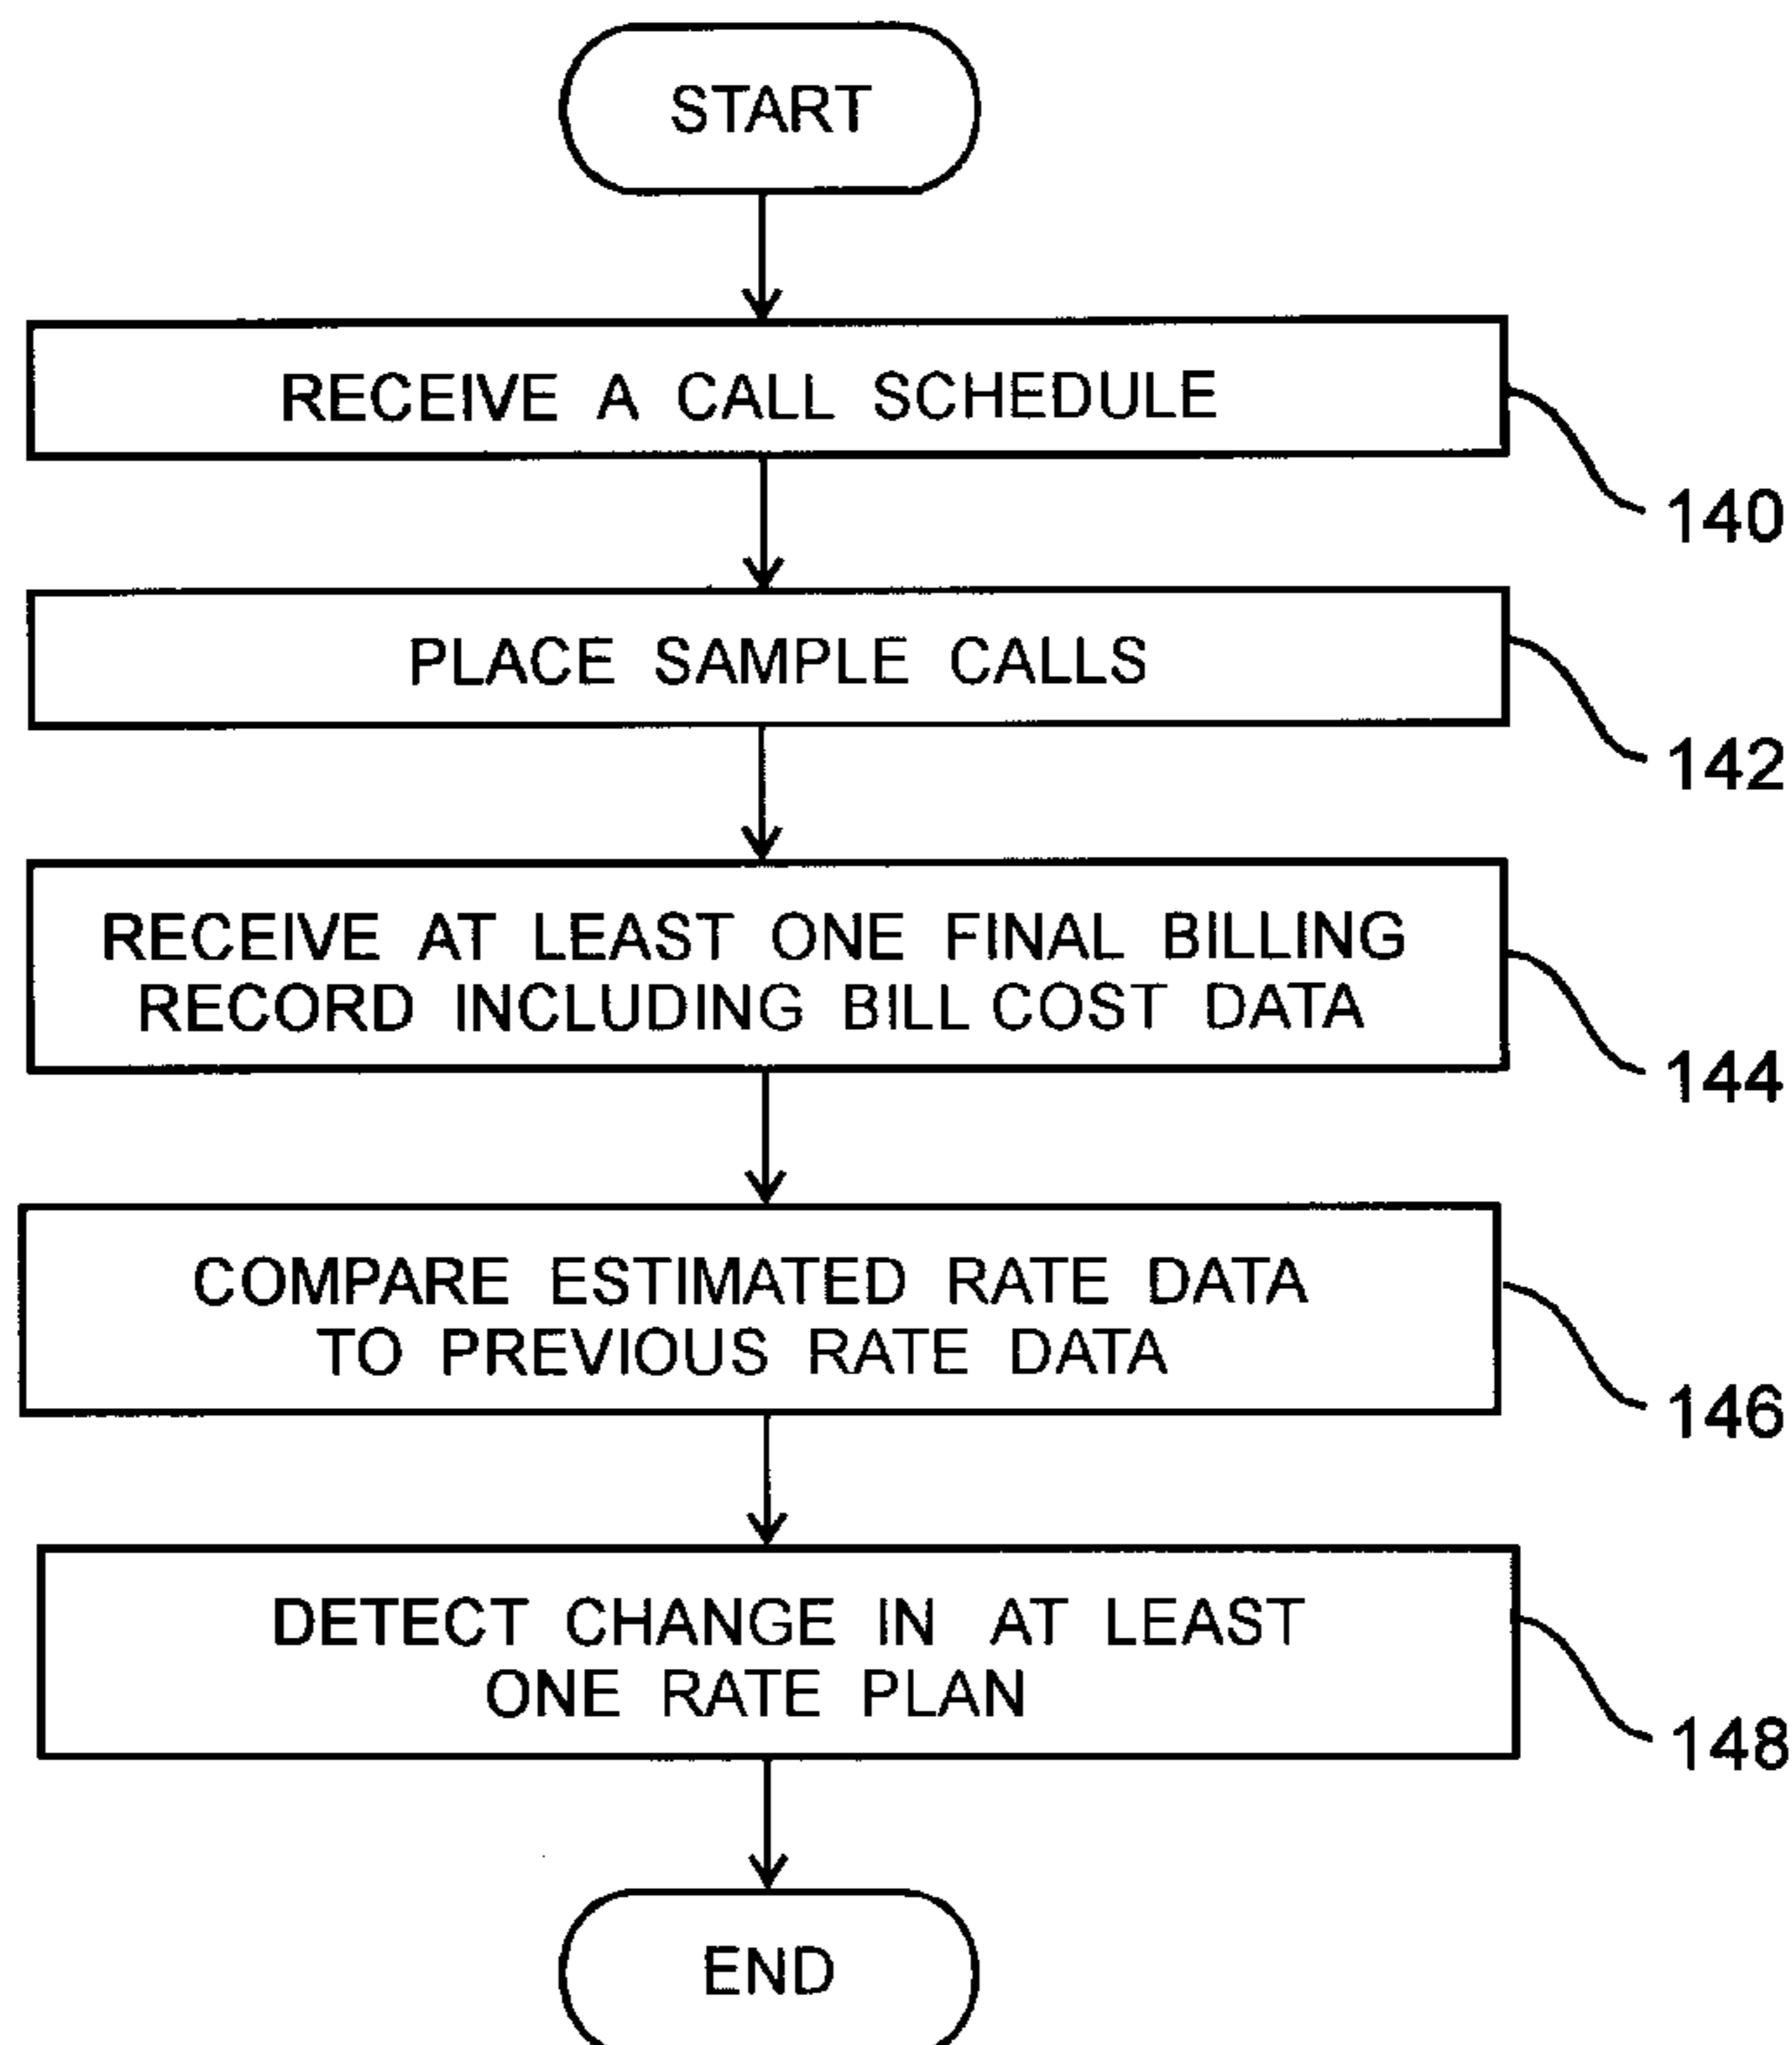 START
RECEIVE A CALL SCHEDULE
140
PLACE SAMPLE CALLS
142
RECEIVE AT LEAST ONE FINAL BILLING
RECORD INCLUDING BILL COST DATA
144
COMPARE ESTIMATED RATE DATA
TO PREVIOUS RATE DATA
146
DETECT CHANGE IN AT LEAST
ONE RATE PLAN
148
END